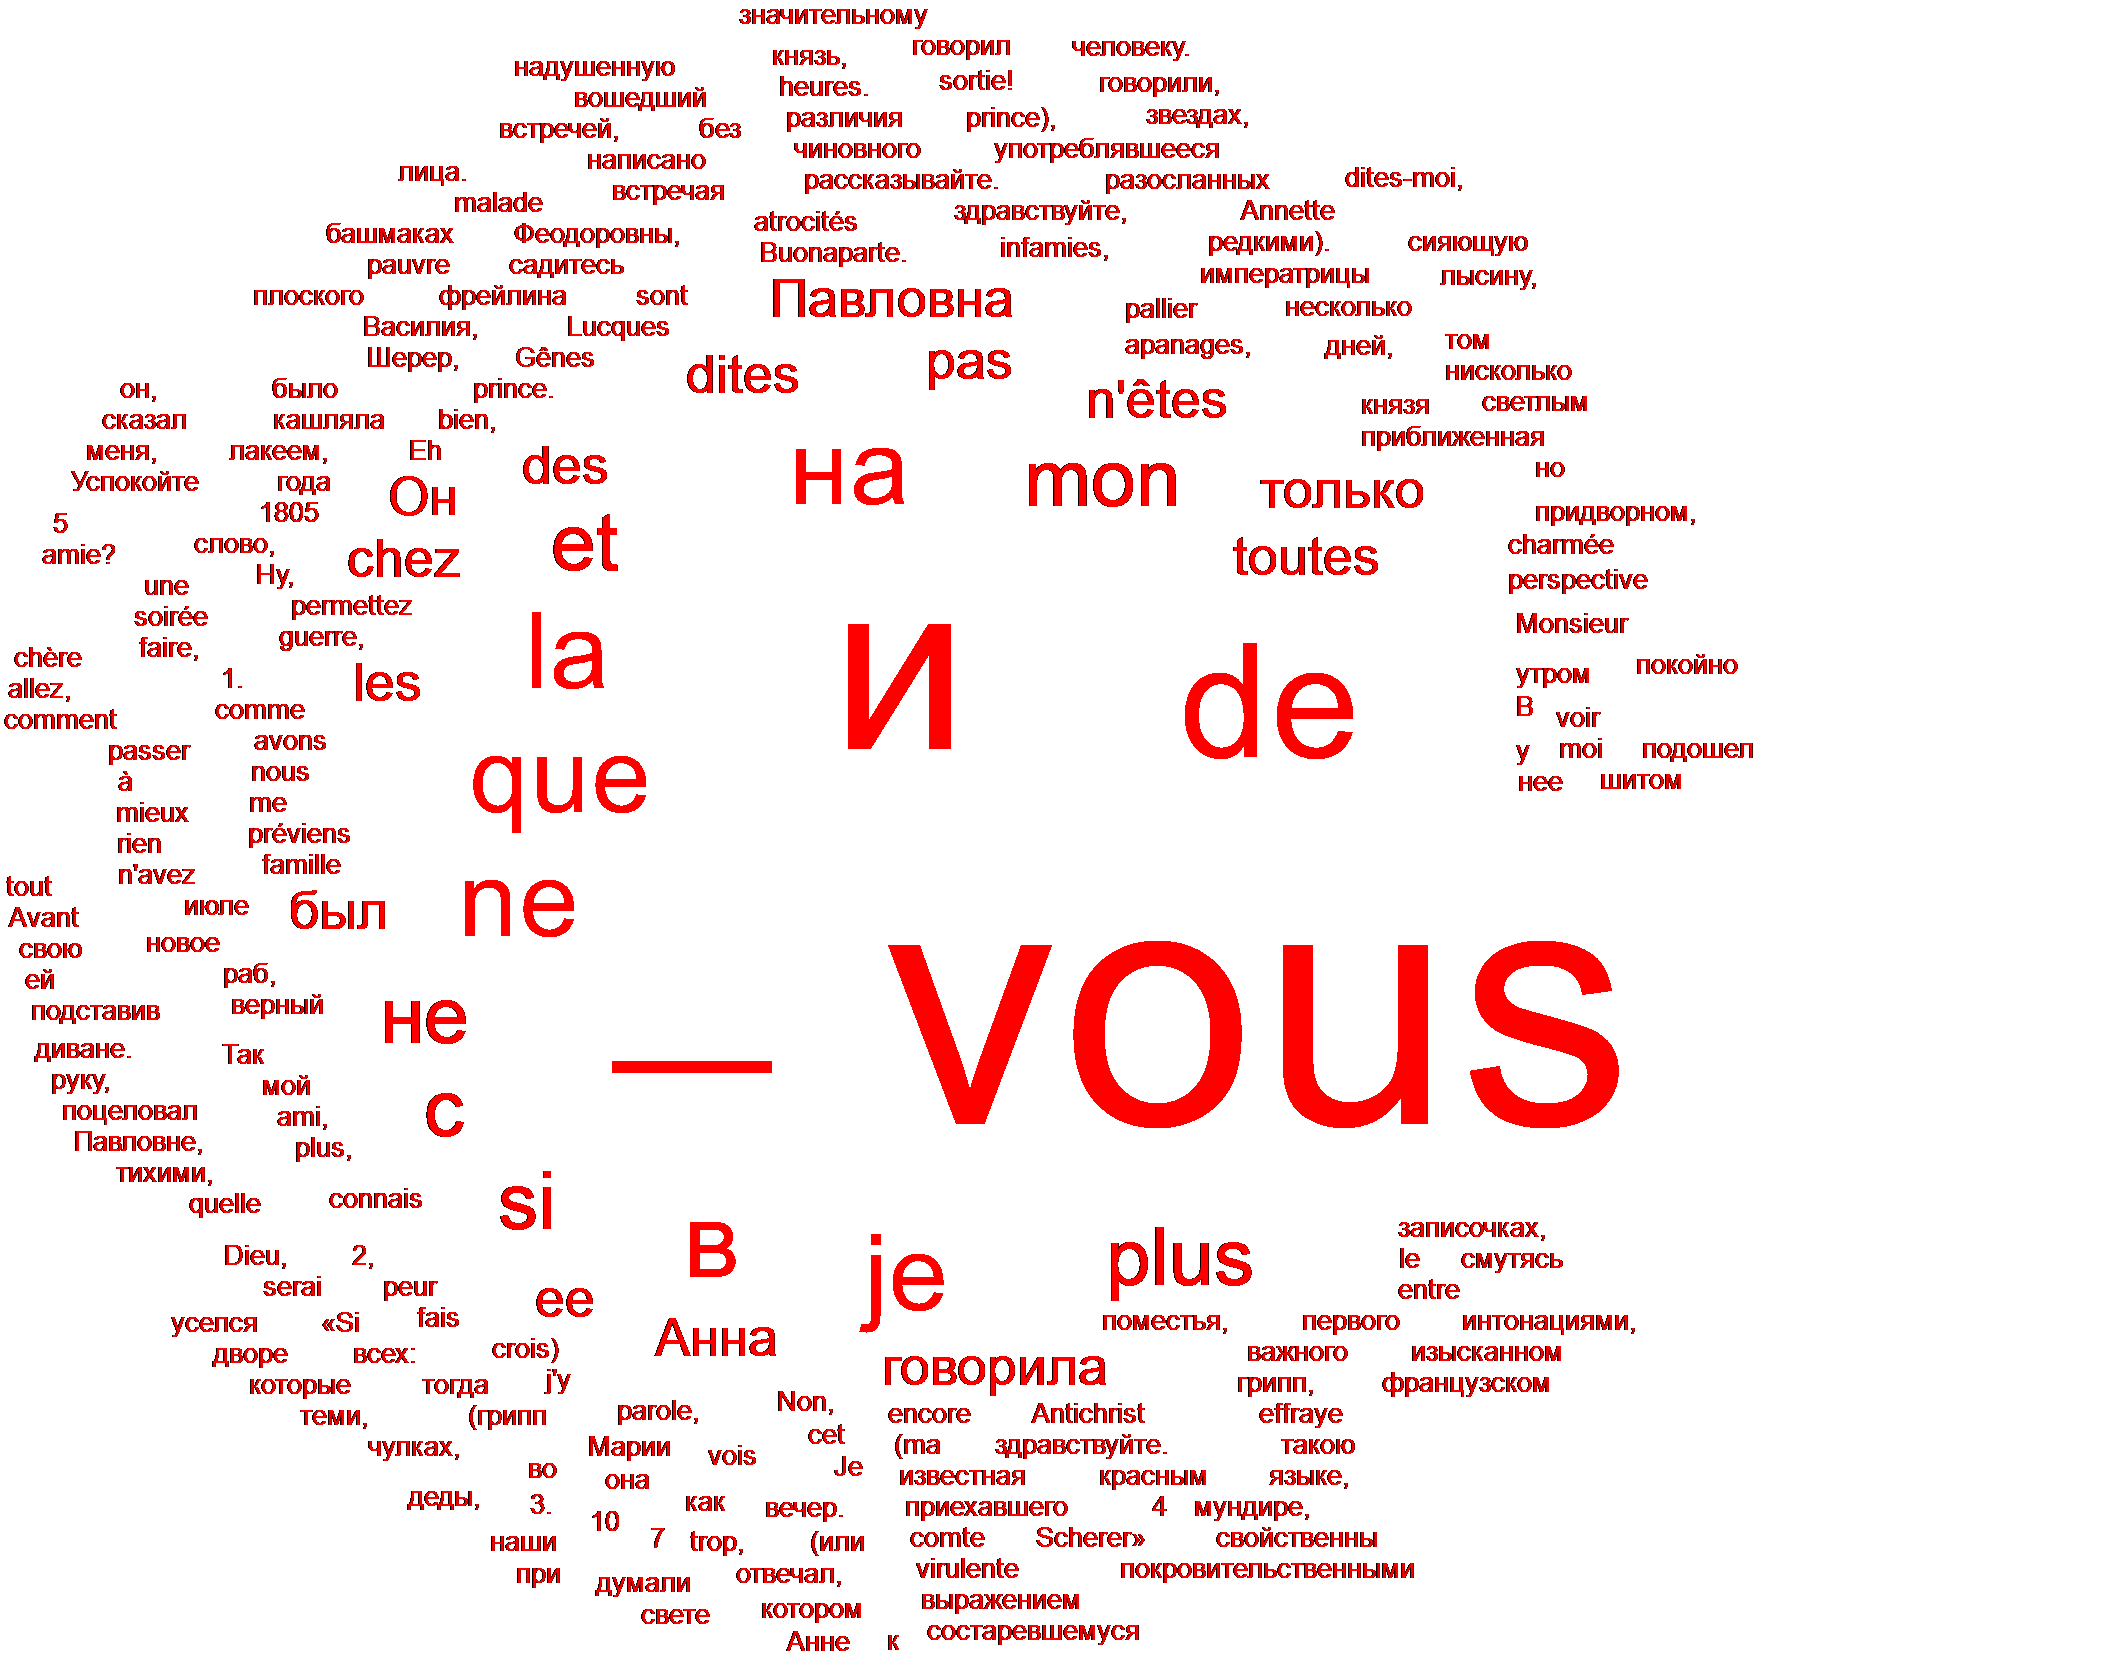 значительному
князь, говорил человеку.
надушенную heures. sortie! говорили,
вошедший различия prince), звездах,
встречей, без чиновного употреблявшееся
написано рассказывайте. разосланных dites-moi,
лица. встречая здравствуйте, Annette
malade atrocités infamies, редкими). сияющую
башмаках Феодоровны, Buonaparte. императрицы лысину,
pauvre садитесь
плоского фрейлина sont Павловна pallier несколько
Василия, Lucques apanages, дней, том
Шерер, Gênes dites pas нисколько
он, было prince. n'êtes князя светлым
сказал кашляла bien, приближенная
меня, лакеем, Eh des на mon только но
Успокойте года Он придворном,
5 1805 et toutes charmée
amie? слово, chez perspective
une Ну,
soirée permettez Monsieur
faire, guerre, la и de
chère les утром покойно
allez, 1. В voir
comment comme
passer avons у moi подошел
à nous que нее шитом
mieux me
rien préviens
n'avez famille
tout июле был ne
Avant новое
свою раб,
ей верный не vous
подставив
диване. Так —
руку, мой с
поцеловал ami,
Павловне, plus,
тихими,
quelle connais si
Dieu, 2, в je plus записочках,
serai peur ее le смутясь
entre
уселся «Si fais Анна поместья, первого интонациями,
дворе всех: crois) говорила важного изысканном
которые тогда j'y грипп, французском
теми, (грипп parole, Non, encore Antichrist effraye
чулках, Марии vois cet (ma здравствуйте. такою
во она Je известная красным языке,
деды, 3. как вечер. приехавшего 4 мундире,
наши 10 7 trop, (или comte Scherer» свойственны
при думали отвечал, virulente покровительственными
свете котором выражением
Анне к состаревшемуся